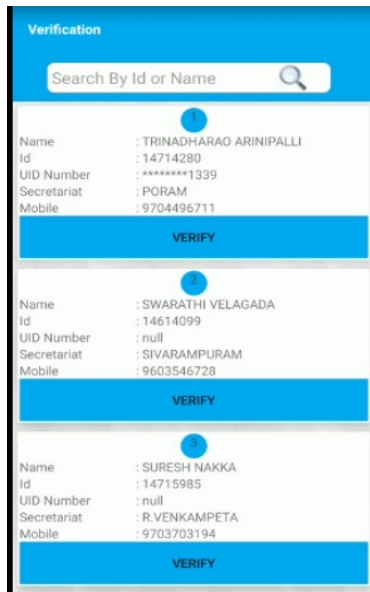 Verification
Search By Id or Name
1
Name : TRINADHARAO ARINIPALLI
Id : 14714280
UID Number : ********1339
Secretariat : PORAM
Mobile : 9704496711
VERIFY
2
Name : SWARATHI VELAGADA
Id : 14614099
UID Number : null
Secretariat : SIVARAMPURAM
Mobile : 9603546728
VERIFY
3
Name : SURESH NAKKA
Id : 14715985
UID Number : null
Secretariat : R.VENKAMPETA
Mobile : 9703703194
VERIFY